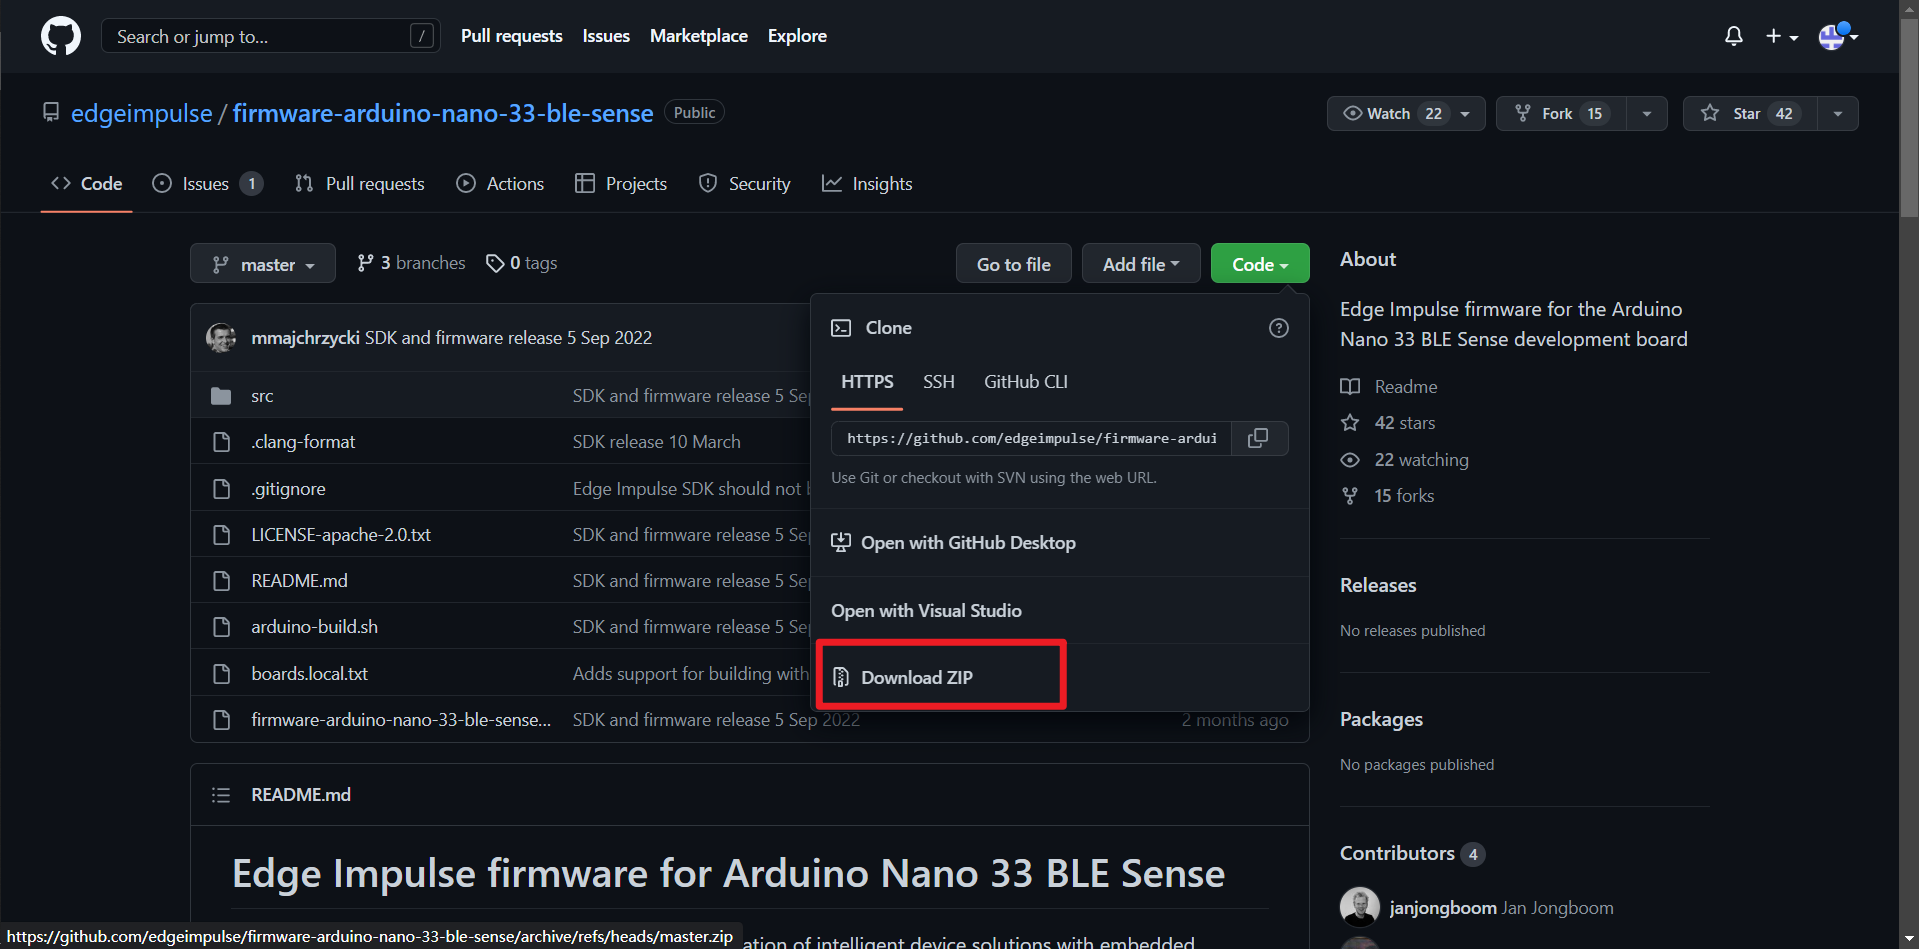 Search or jump to... /
Pull requests Issues Marketplace Explore
edgeimpulse / firmware-arduino-nano-33-ble-sense Public
Watch 22 Fork 15 Star 42
Code Issues 1 Pull requests Actions Projects Security Insights
master 3 branches 0 tags Go to file Add file Code
mmajchrzycki SDK and firmware release 5 Sep 2022
src SDK and firmware release 5 Sep
.clang-format SDK release 10 March
.gitignore Edge Impulse SDK should not
LICENSE-apache-2.0.txt SDK and firmware release 5 Sep
README.md SDK and firmware release 5 Sep
arduino-build.sh SDK and firmware release 5 Sep
boards.local.txt Adds support for building with
firmware-arduino-nano-33-ble-sense... SDK and firmware release 5 Sep 2022 2 months ago
Clone
HTTPS SSH GitHub CLI
https://github.com/edgeimpulse/firmware-ardui
Use Git or checkout with SVN using the web URL.
Open with GitHub Desktop
Open with Visual Studio
Download ZIP
About
Edge Impulse firmware for the Arduino
Nano 33 BLE Sense development board
Readme
42 stars
22 watching
15 forks
Releases
No releases published
Packages
No packages published
Contributors 4
janjongboom Jan Jongboom
README.md
Edge Impulse firmware for Arduino Nano 33 BLE Sense
ation of intelligent device solutions with embedded
https://github.com/edgeimpulse/firmware-arduino-nano-33-ble-sense/archive/refs/heads/master.zip